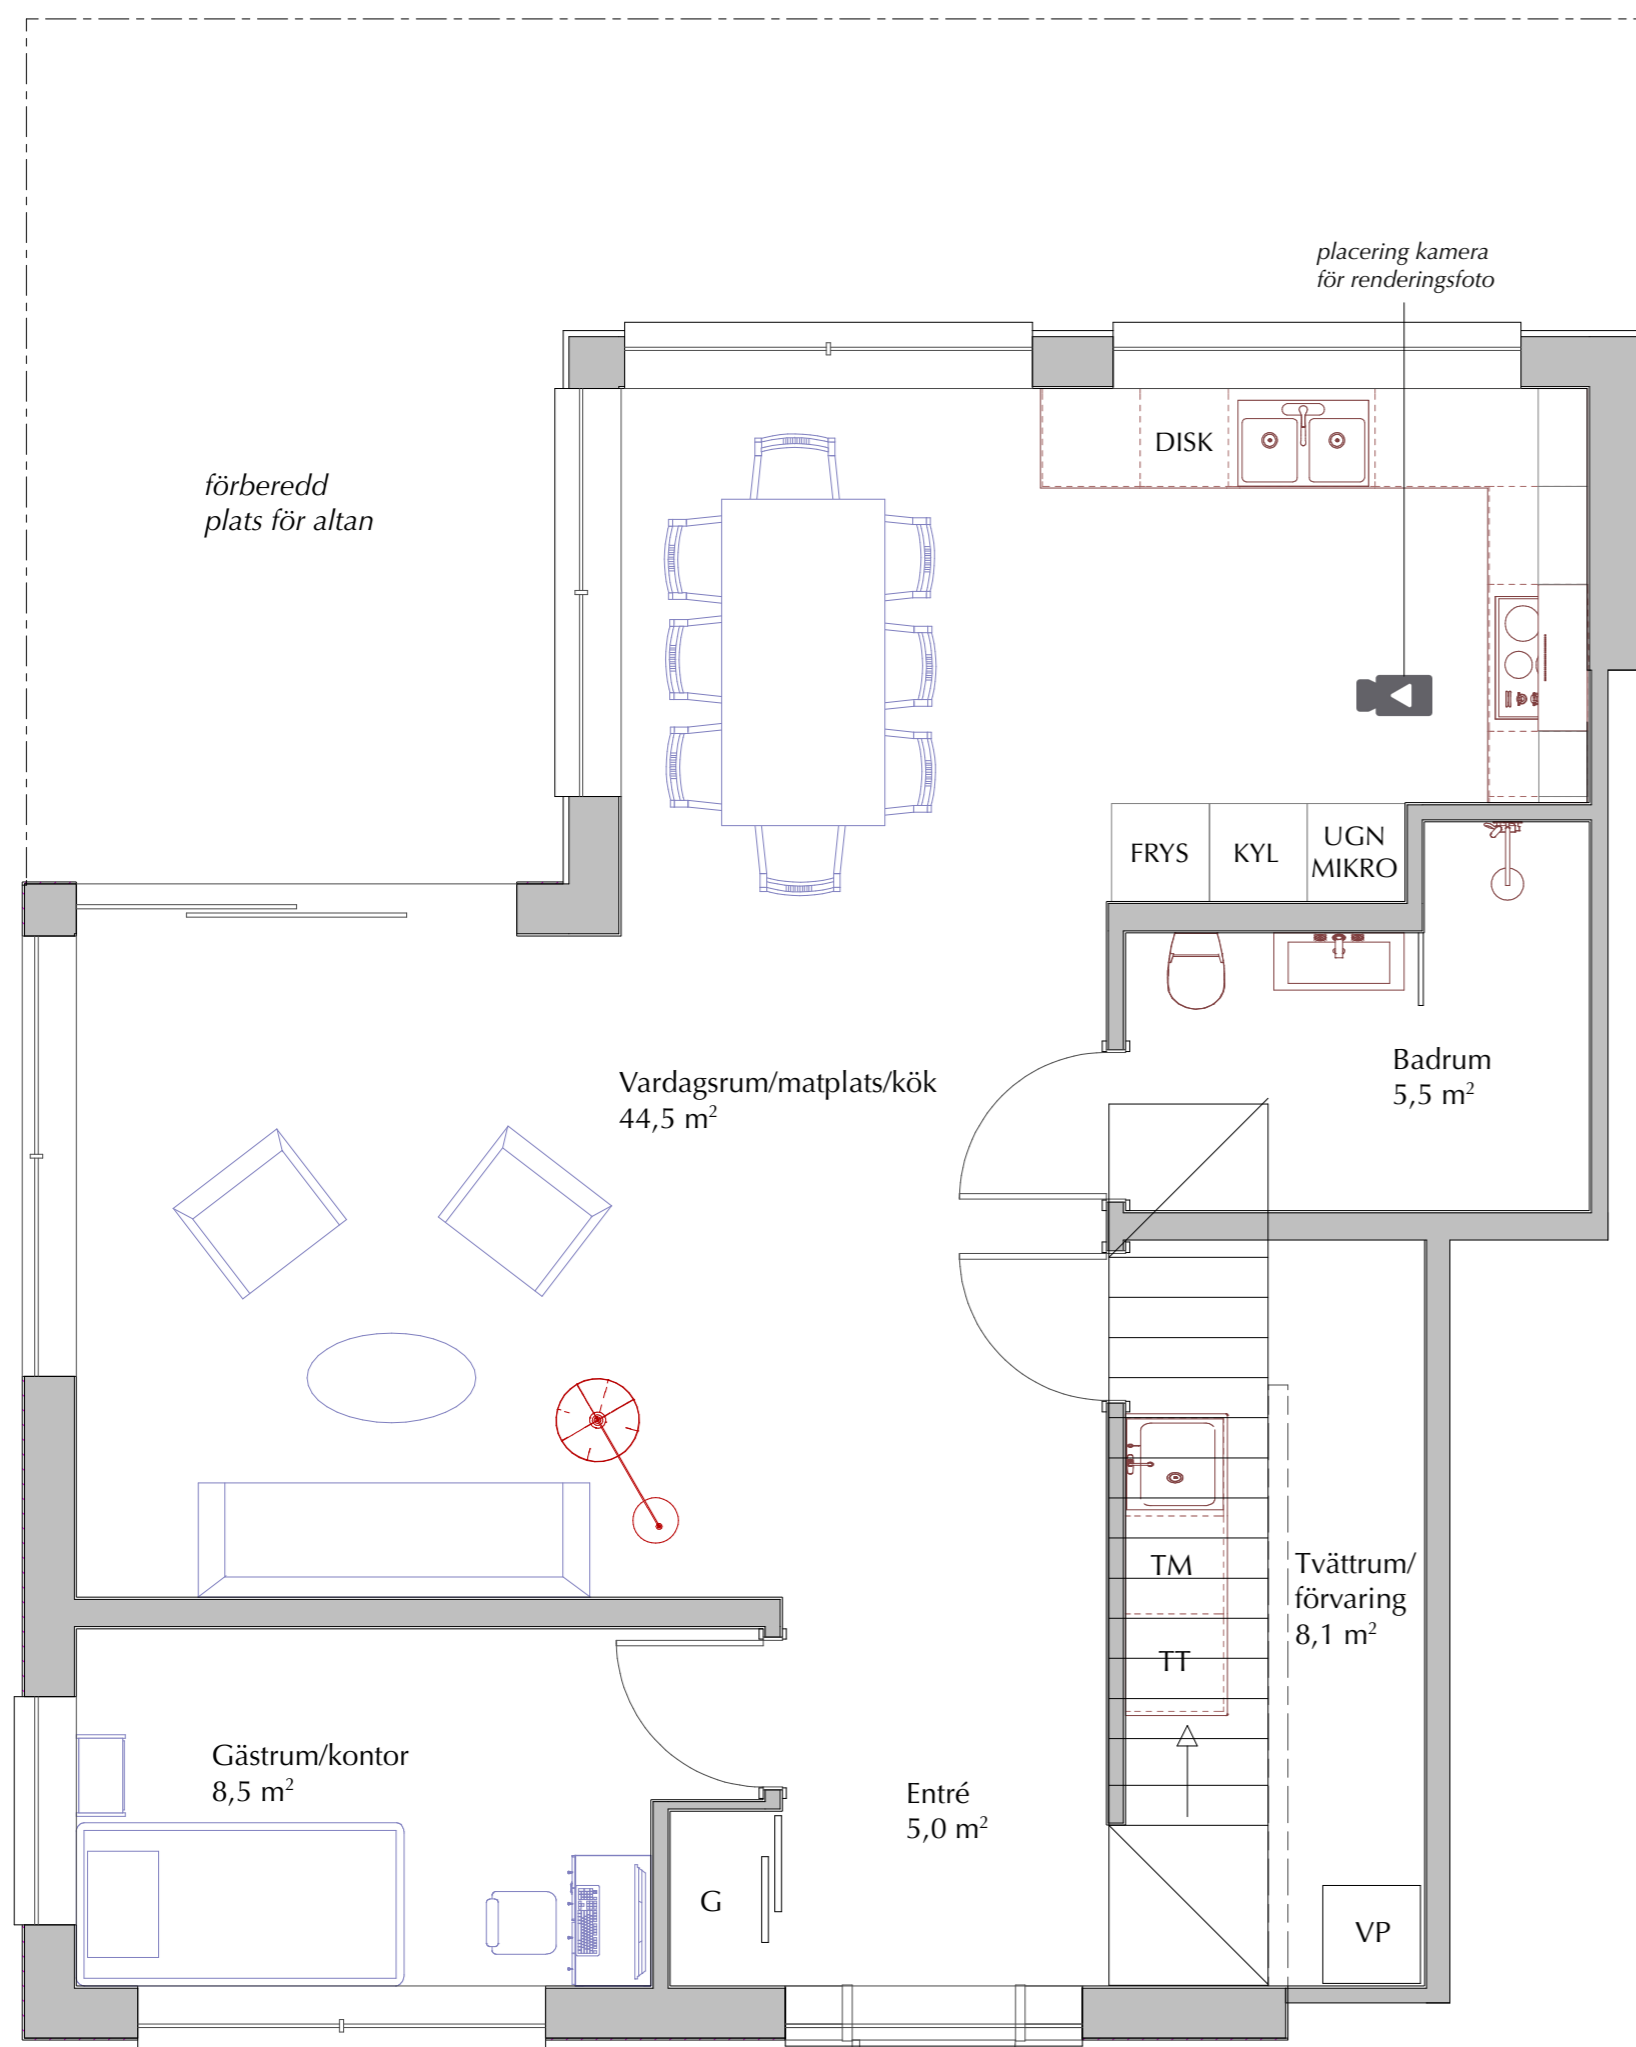 placering kamera
för renderingsfoto
förberedd
plats för altan
DISK
FRYS
KYL
UGN
MIKRO
Vardagsrum/matplats/kök
44,5 m²
Badrum
5,5 m²
TM
TT
Tvättrum/
förvaring
8,1 m²
Gästrum/kontor
8,5 m²
Entré
5,0 m²
G
VP